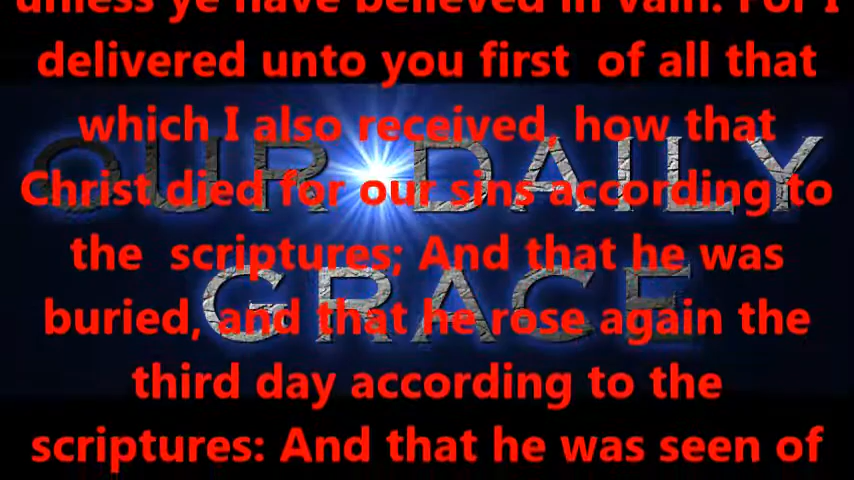 unless ye have believed in vain. For I
delivered unto you first of all that
which I also received, how that
Christ died for our sins according to
the scriptures; And that he was
buried, and that he rose again the
third day according to the
scriptures: And that he was seen of
OUR DAILY
GRACE